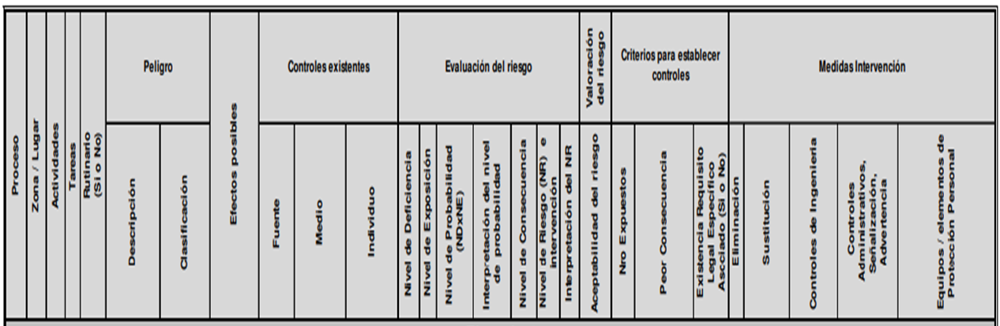 Proceso
Zona / Lugar
Actividades
Tareas
Rutinario
(Si o No)
Peligro
Descripción
Clasificación
Efectos posibles
Controles existentes
Fuente
Medio
Individuo
Evaluación del riesgo
Nivel de Deficiencia
Nivel de Exposición
Nivel de Probabilidad
(NDxNE)
Interpretación del nivel
de probabilidad
Nivel de Consecuencia
Nivel de Riesgo (NR) e
intervención
Interpretación del NR
Valoración
del riesgo
Aceptabilidad del riesgo
Criterios para establecer
controles
Nro Expuestos
Peor Consecuencia
Existencia Requisito
Legal Específico
Asociado (Si o No)
Medidas Intervención
Eliminación
Sustitución
Controles de Ingenieria
Controles
Administrativos,
Señalización,
Advertencia
Equipos / elementos de
Protección Personal